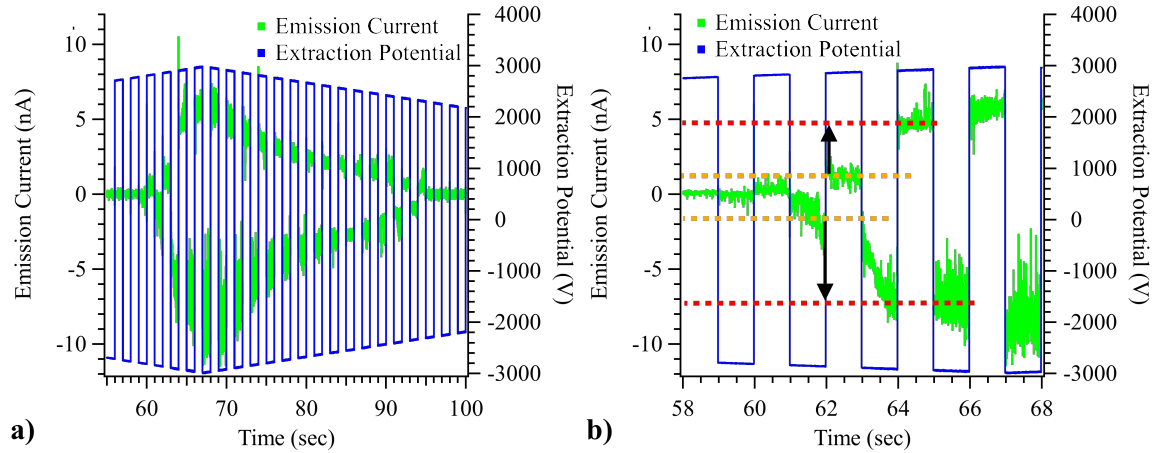 Emission Current
Extraction Potential
10
5
0
-5
-10
Emission Current (nA)
4000
3000
2000
1000
0
-1000
-2000
-3000
Extraction Potential (V)
60 70 80 90 100
Time (sec)
a)
Emission Current
Extraction Potential
10
5
0
-5
-10
Emission Current (nA)
4000
3000
2000
1000
0
-1000
-2000
-3000
Extraction Potential (V)
58 60 62 64 66 68
Time (sec)
b)